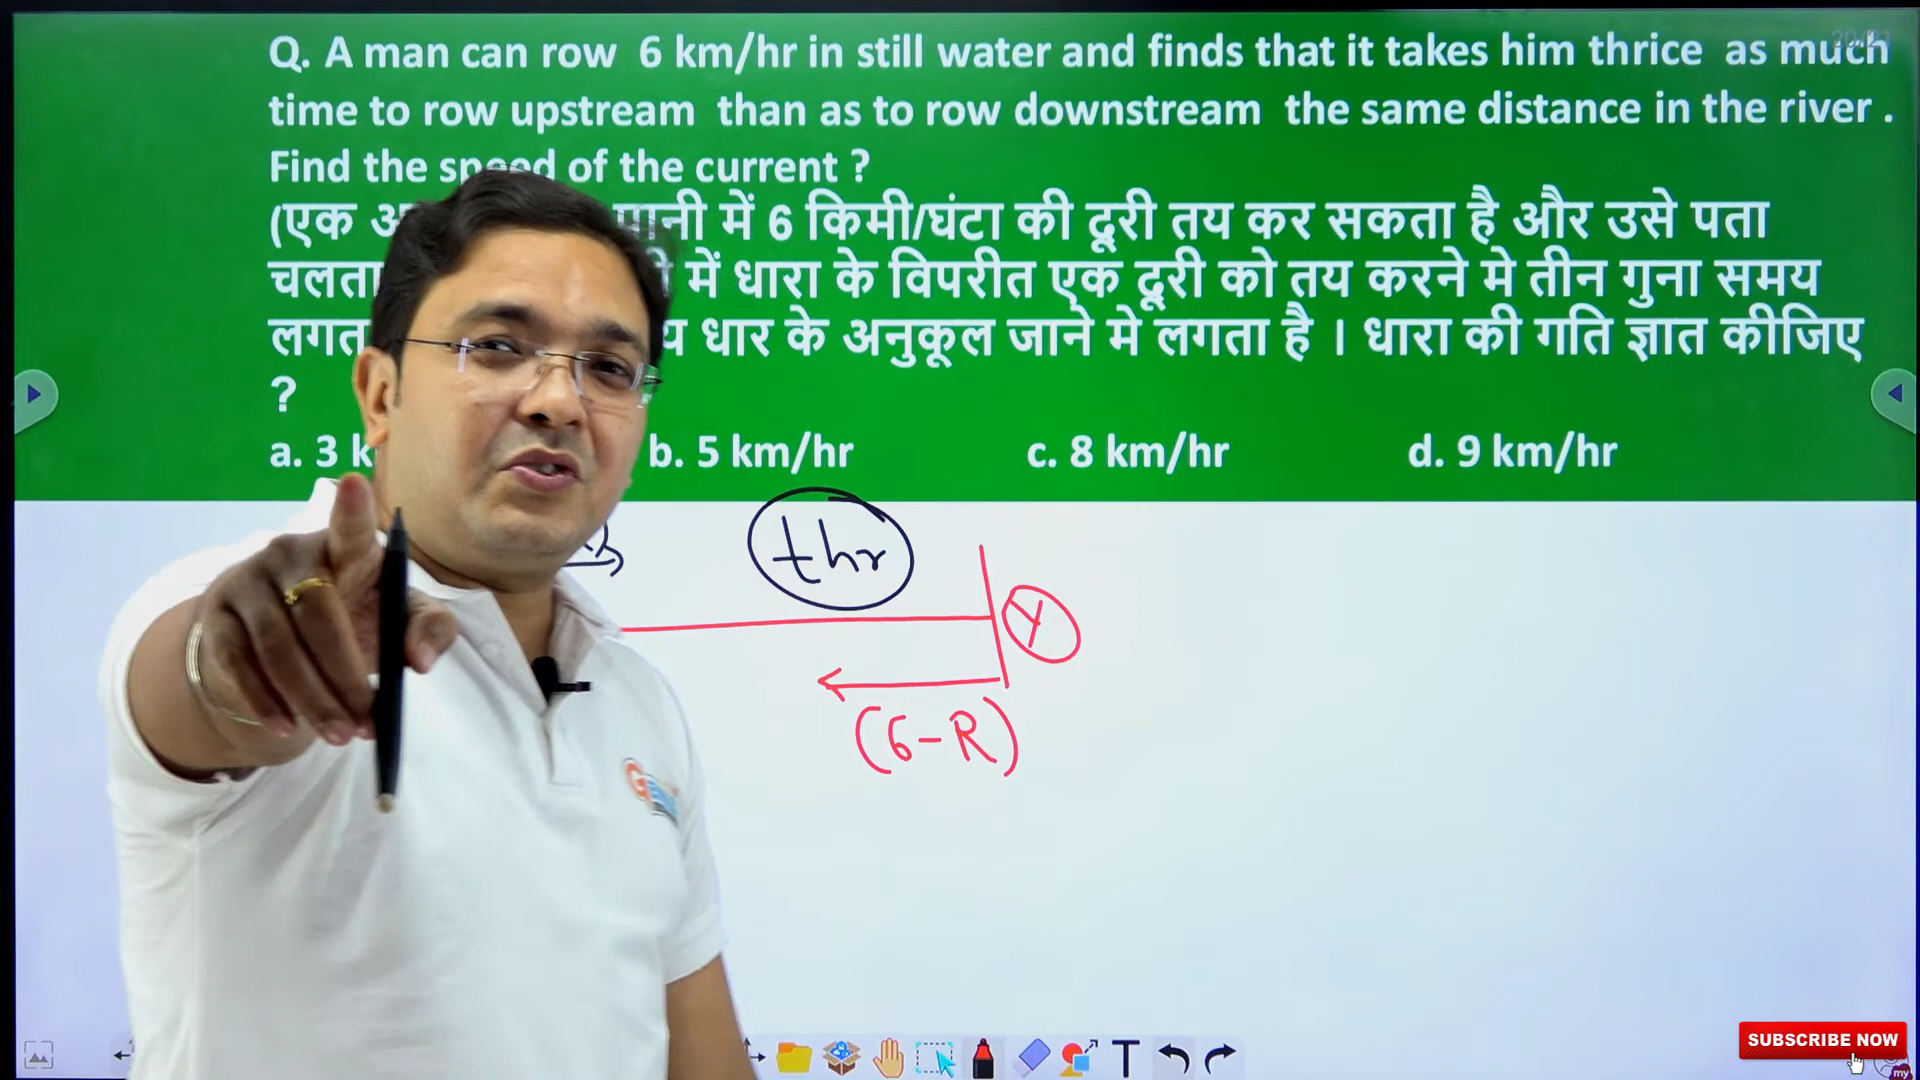 Q. A man can row 6 km/hr in still water and finds that it takes him thrice as much
time to row upstream than as to row downstream the same distance in the river .
Find the speed of the current ?
(एक में 6 किमी/घंटा की दूरी तय कर सकता है और उसे पता
चलता में धारा के विपरीत एक दूरी को तय करने मे तीन गुना समय
धार के अनुकूल जाने मे लगता है । धारा की गति ज्ञात कीजिए
?
a. 3 b. 5 km/hr c. 8 km/hr d. 9 km/hr
t hr
Y
(6-R)
T
SUBSCRIBE NOW
my